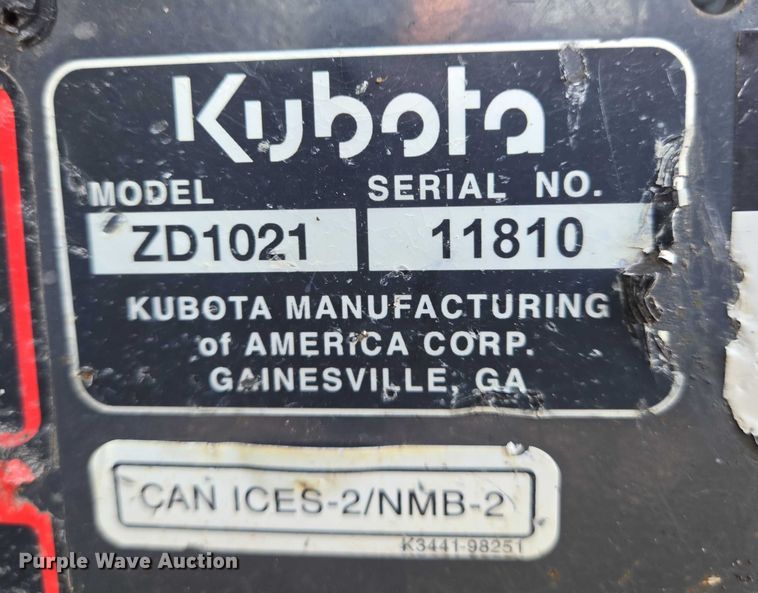 Kubota
MODEL SERIAL NO.
ZD1021 11810
KUBOTA MANUFACTURING
of AMERICA CORP.
GAINESVILLE, GA
CAN ICES-2/NMB-2
K3441-98251
Purple Wave Auction